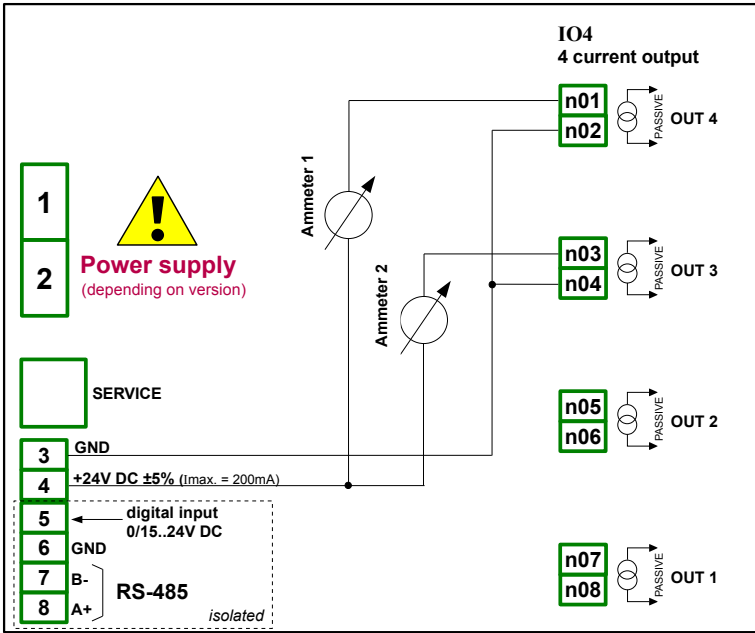 IO4
4 current output
n01
n02
PASSIVE
OUT 4
Ammeter 1
1
2
!
Power supply
(depending on version)
n03
n04
PASSIVE
OUT 3
Ammeter 2
SERVICE
n05
n06
PASSIVE
OUT 2
3
GND
4
+24V DC ±5% (Imax. = 200mA)
5
digital input
0/15..24V DC
6
GND
7
B-
8
A+
RS-485
isolated
n07
n08
PASSIVE
OUT 1